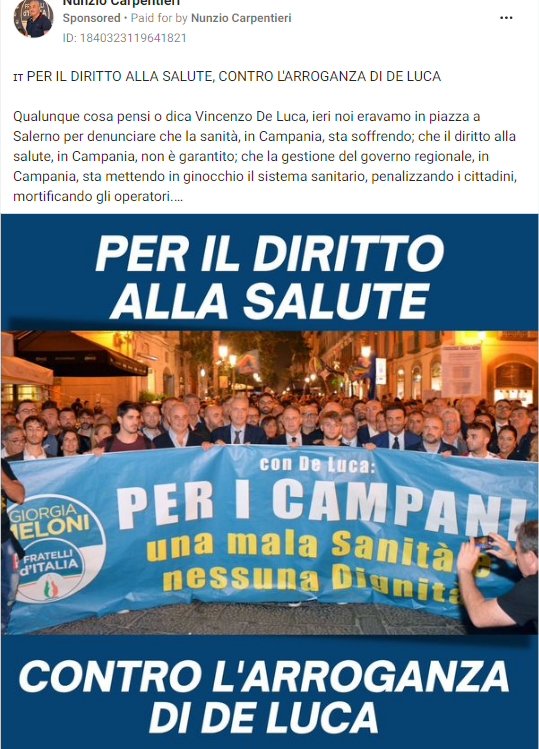 Nunzio Carpentieri
Sponsored • Paid for by Nunzio Carpentieri
ID: 1840323119641821
IT PER IL DIRITTO ALLA SALUTE, CONTRO L'ARROGANZA DI DE LUCA
Qualunque cosa pensi o dica Vincenzo De Luca, ieri noi eravamo in piazza a
Salerno per denunciare che la sanità, in Campania, sta soffrendo; che il diritto alla
salute, in Campania, non è garantito; che la gestione del governo regionale, in
Campania, sta mettendo in ginocchio il sistema sanitario, penalizzando i cittadini,
mortificando gli operatori....
PER IL DIRITTO
ALLA SALUTE
con De Luca:
PER I CAMPANI
una mala Sanità e
nessuna Dignità
GIORGIA
MELONI
FRATELLI
d'ITALIA
CONTRO L'ARROGANZA
DI DE LUCA